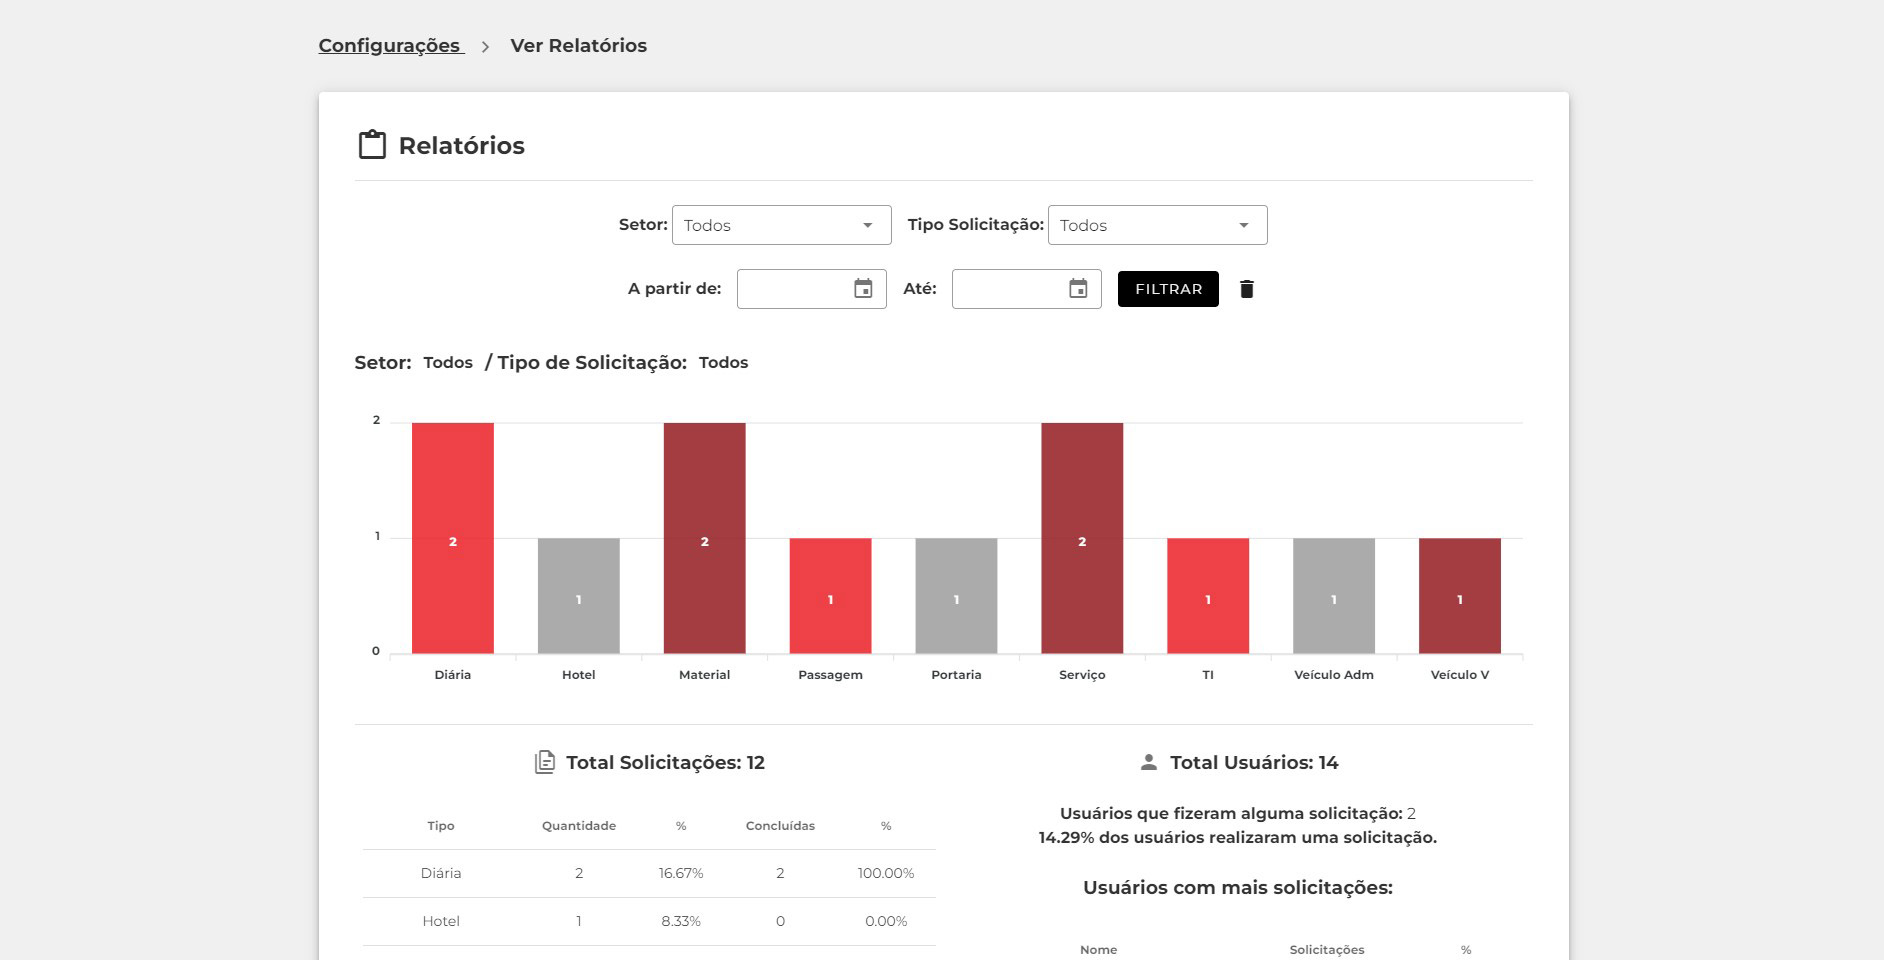 Configurações > Ver Relatórios
Relatórios
Setor: Todos Tipo Solicitação: Todos
A partir de: Até: FILTRAR
Setor: Todos / Tipo de Solicitação: Todos
2
1
0
2 1 2 1 1 2 1 1 1
Diária Hotel Material Passagem Portaria Serviço TI Veículo Adm Veículo V
Total Solicitações: 12
Tipo Quantidade % Concluídas %
Diária 2 16.67% 2 100.00%
Hotel 1 8.33% 0 0.00%
Total Usuários: 14
Usuários que fizeram alguma solicitação: 2
14.29% dos usuários realizaram uma solicitação.
Usuários com mais solicitações:
Nome Solicitações %